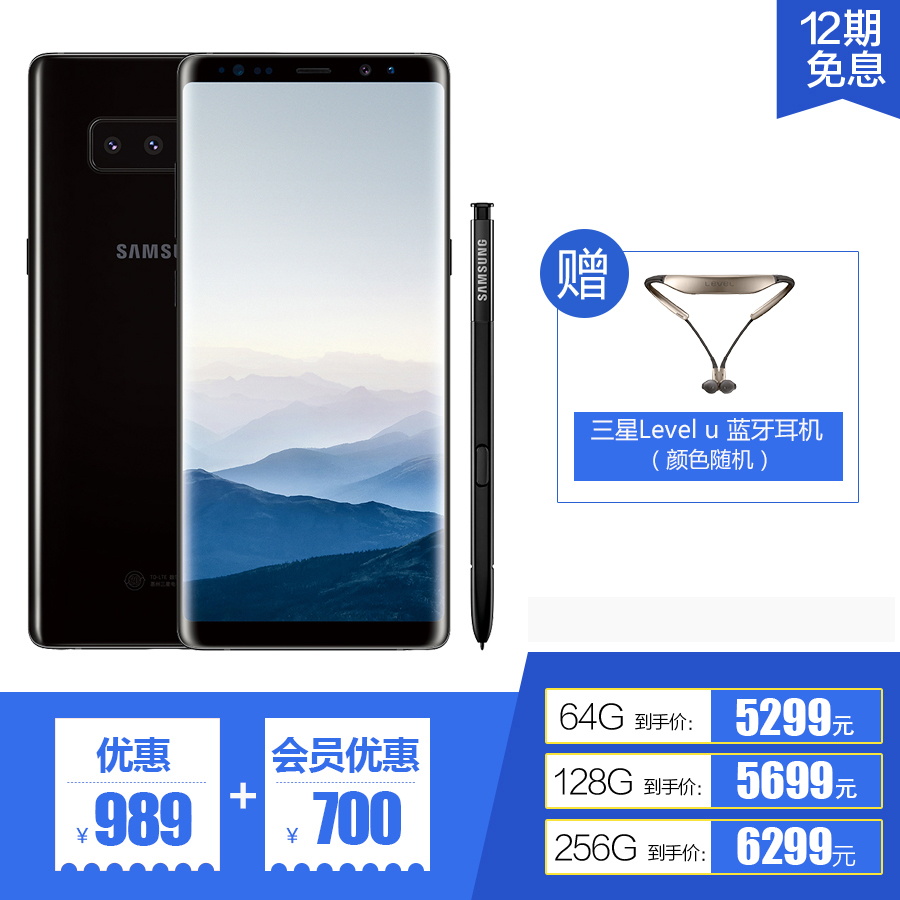 12期
免息
SAMSU
SAMSUNG
赠
LEVEL
三星Level u 蓝牙耳机
（颜色随机）
优惠
¥989
+
会员优惠
¥700
64G 到手价: 5299元
128G 到手价: 5699元
256G 到手价: 6299元